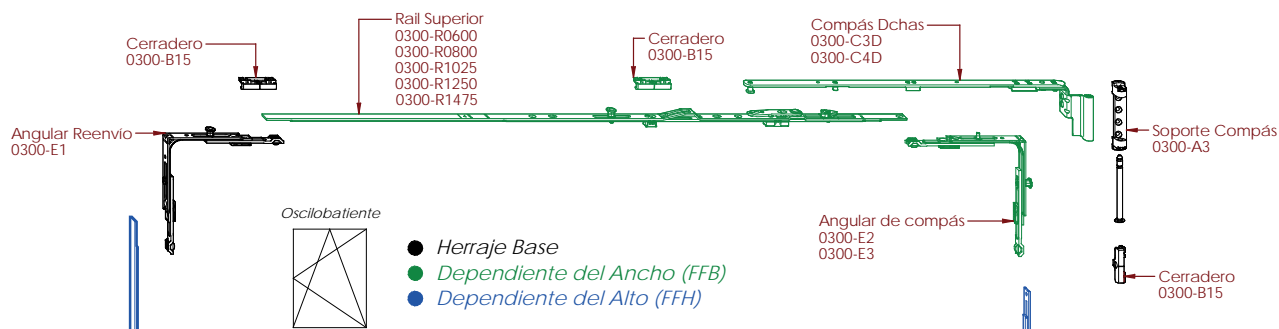 Cerradero
0300-B15
Rail Superior
0300-R0600
0300-R0800
0300-R1025
0300-R1250
0300-R1475
Cerradero
0300-B15
Compás Dchas
0300-C3D
0300-C4D
Angular Reenvío
0300-E1
Soporte Compás
0300-A3
Oscilobatiente
Herraje Base
Dependiente del Ancho (FFB)
Dependiente del Alto (FFH)
Angular de compás
0300-E2
0300-E3
Cerradero
0300-B15